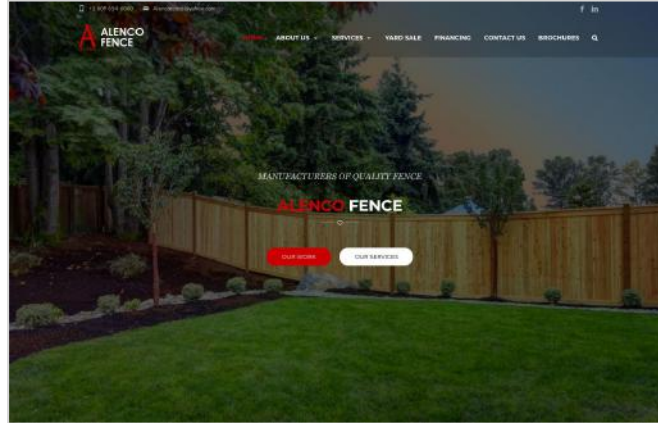 ALENCO
FENCE
HOME ABOUT US SERVICES YARD SALE FINANCING CONTACT US BROCHURES
MANUFACTURERS OF QUALITY FENCE
ALENCO FENCE
OUR WORK OUR SERVICES